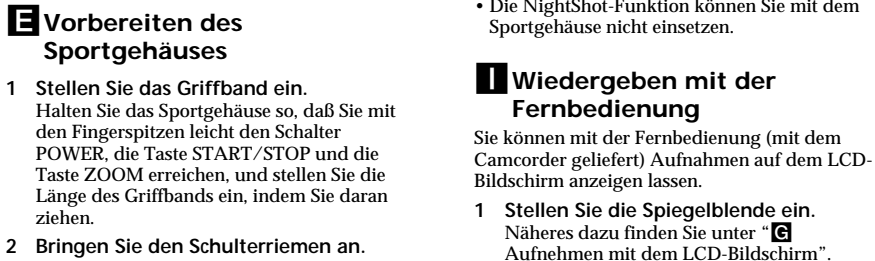 E Vorbereiten des
Sportgehäuses
1 Stellen Sie das Griffband ein.
Halten Sie das Sportgehäuse so, daß Sie mit
den Fingerspitzen leicht den Schalter
POWER, die Taste START/STOP und die
Taste ZOOM erreichen, und stellen Sie die
Länge des Griffbands ein, indem Sie daran
ziehen.
2 Bringen Sie den Schulterriemen an.
• Die NightShot-Funktion können Sie mit dem
Sportgehäuse nicht einsetzen.
I Wiedergeben mit der
Fernbedienung
Sie können mit der Fernbedienung (mit dem
Camcorder geliefert) Aufnahmen auf dem LCD-
Bildschirm anzeigen lassen.
1 Stellen Sie die Spiegelblende ein.
Näheres dazu finden Sie unter “G
Aufnehmen mit dem LCD-Bildschirm”.